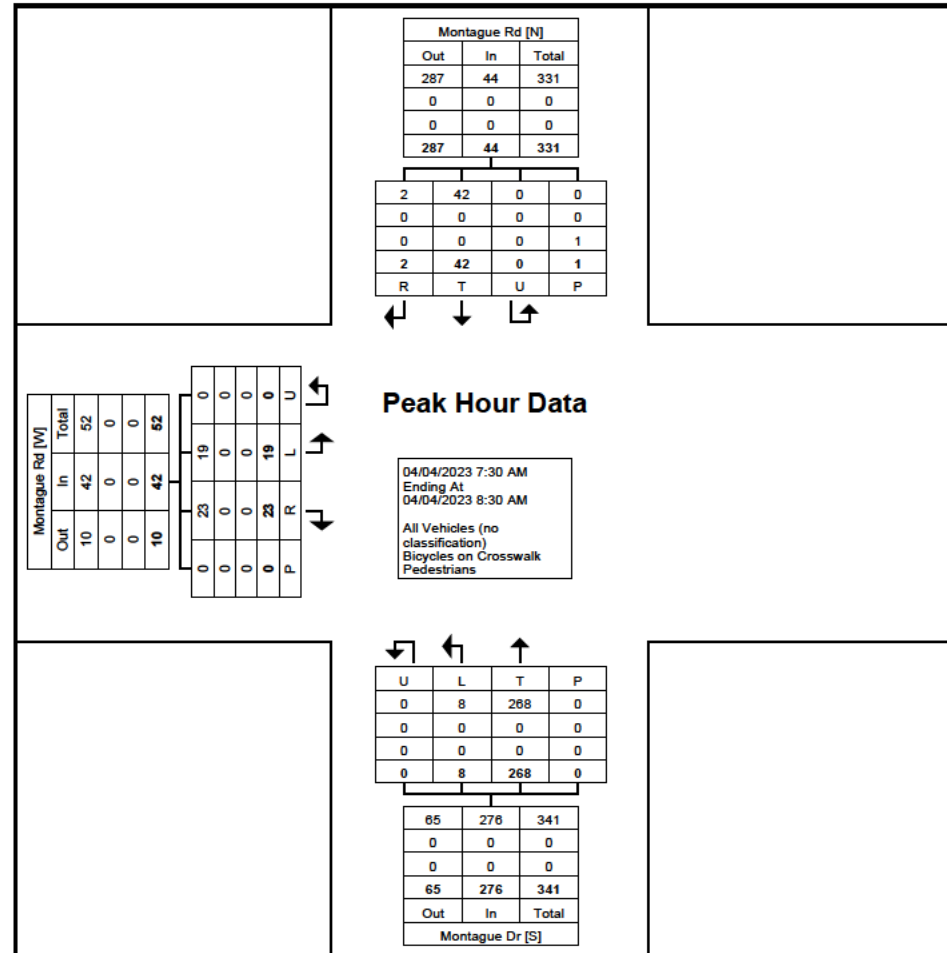 Montague Rd [N]
Out In Total
287 44 331
0 0 0
0 0 0
287 44 331
2 42 0 0
0 0 0 0
0 0 0 1
2 42 0 1
R T U P
Montague Rd [W]
Out In Total
10 42 52
0 0 0
0 0 0
10 42 52
0 23 19 0
0 0 0 0
0 0 0 0
0 23 19 0
P R L U
Peak Hour Data
04/04/2023 7:30 AM
Ending At
04/04/2023 8:30 AM
All Vehicles (no
classification)
Bicycles on Crosswalk
Pedestrians
U L T P
0 8 268 0
0 0 0 0
0 0 0 0
0 8 268 0
65 276 341
0 0 0
0 0 0
65 276 341
Out In Total
Montague Dr [S]